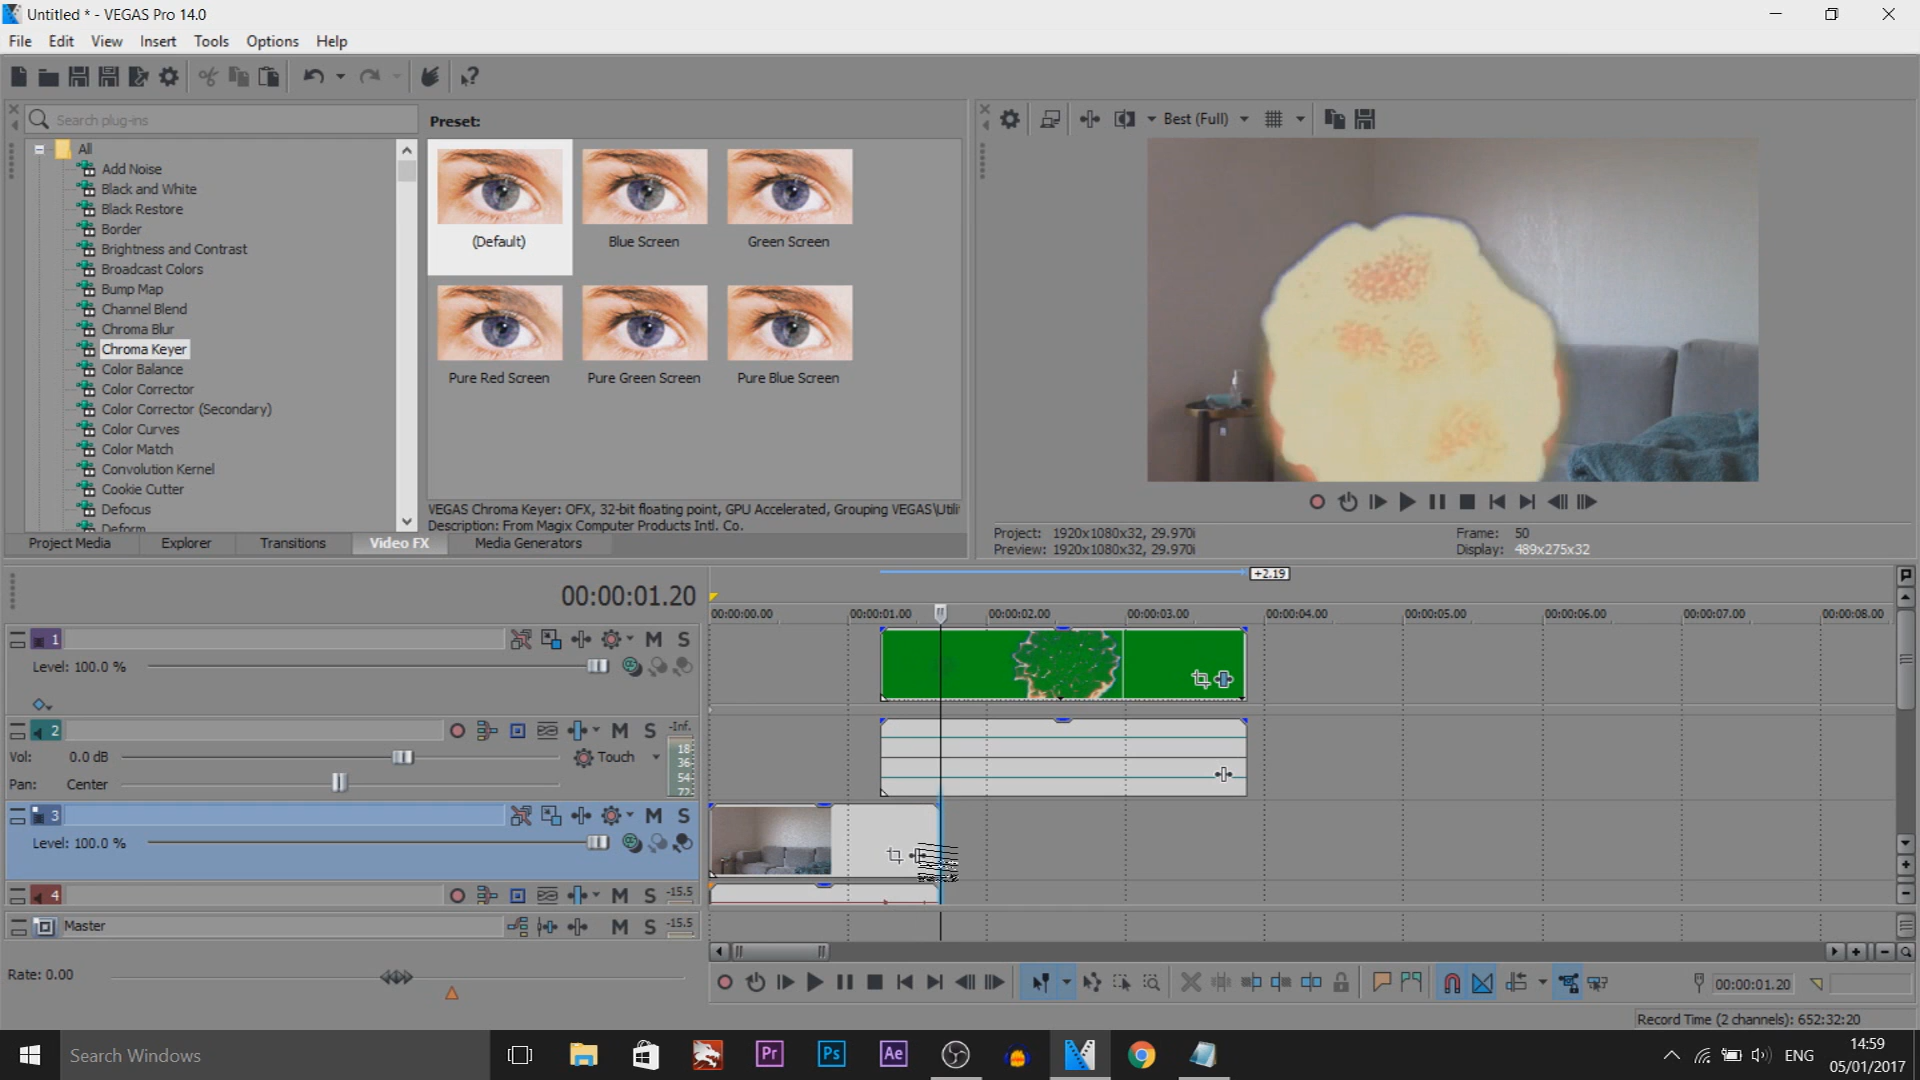 Untitled * - VEGAS Pro 14.0
File Edit View Insert Tools Options Help
Search plug-ins
All
Add Noise
Black and White
Black Restore
Border
Brightness and Contrast
Broadcast Colors
Bump Map
Channel Blend
Chroma Blur
Chroma Keyer
Color Balance
Color Corrector
Color Corrector (Secondary)
Color Curves
Color Match
Convolution Kernel
Cookie Cutter
Defocus
Deform
Preset:
(Default) Blue Screen Green Screen
Pure Red Screen Pure Green Screen Pure Blue Screen
VEGAS Chroma Keyer: OFX, 32-bit floating point, GPU Accelerated, Grouping VEGAS\Utili
Description: From Magix Computer Products Intl. Co.
Project Media Explorer Transitions Video FX Media Generators
Best (Full)
Project: 1920x1080x32, 29.970i
Preview: 1920x1080x32, 29.970i
Frame: 50
Display: 489x275x32
00:00:01.20
+2.19
00:00:00.00 00:00:01.00 00:00:02.00 00:00:03.00 00:00:04.00 00:00:05.00 00:00:06.00 00:00:07.00 00:00:08.00
1 M S
Level: 100.0 %
2 M S -Inf.
Vol: 0.0 dB Touch
Pan: Center
18
36
54
72
3 M S
Level: 100.0 %
4 M S -15.5
Master M S -15.5
Rate: 0.00
00:00:01.20
Record Time (2 channels): 652:32:20
Search Windows
Pr Ps Ae
ENG
14:59
05/01/2017